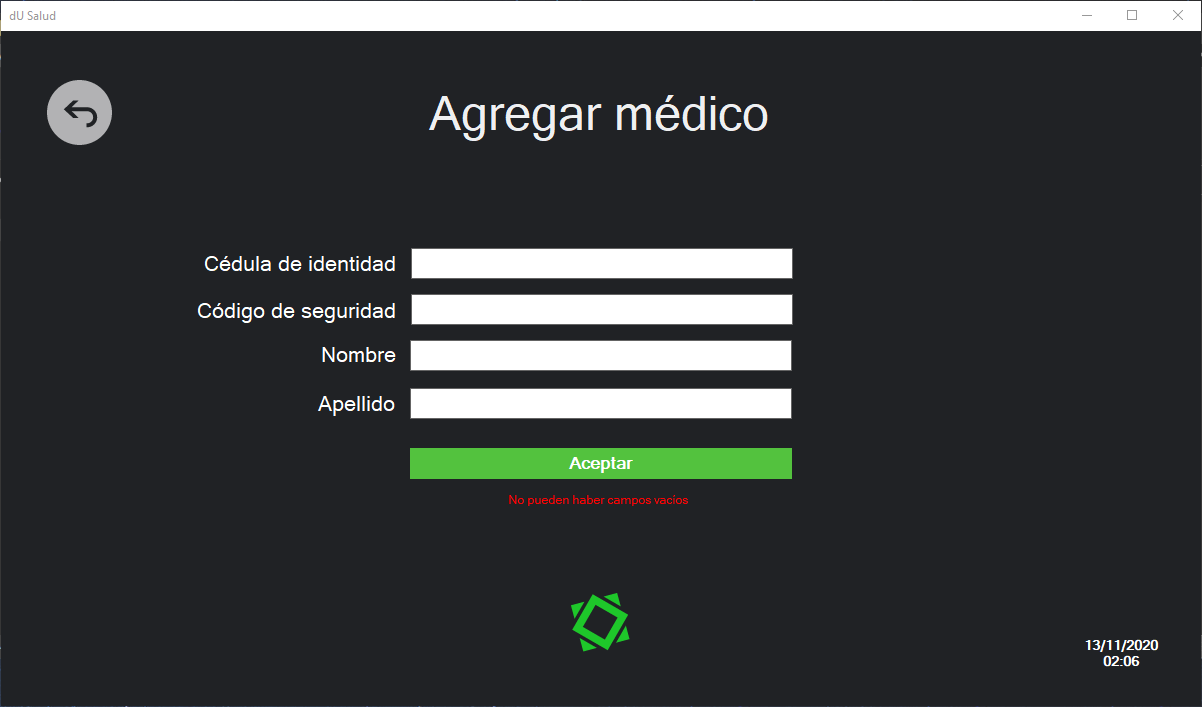 dU Salud
Agregar médico
Cédula de identidad
Código de seguridad
Nombre
Apellido
Aceptar
No pueden haber campos vacíos
13/11/2020
02:06